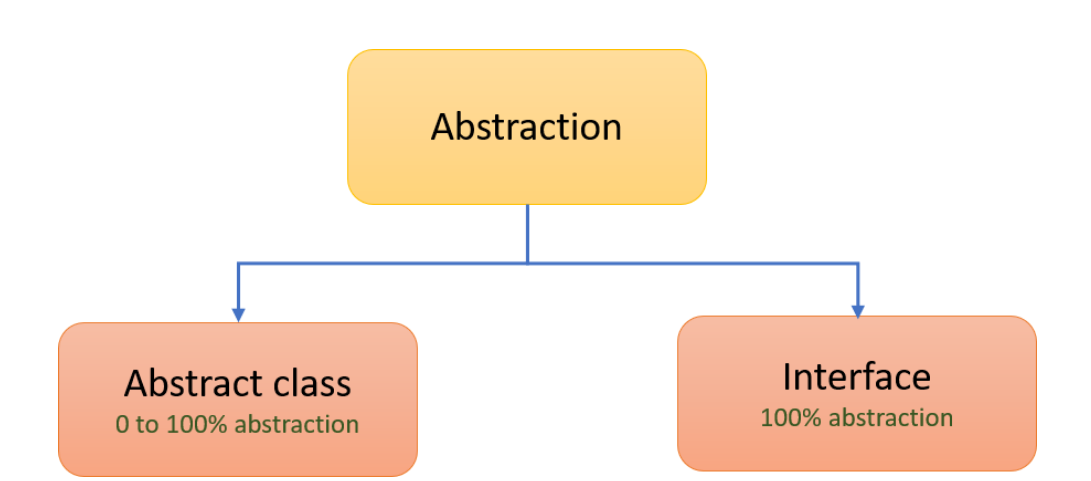 Abstraction
Abstract class
0 to 100% abstraction
Interface
100% abstraction